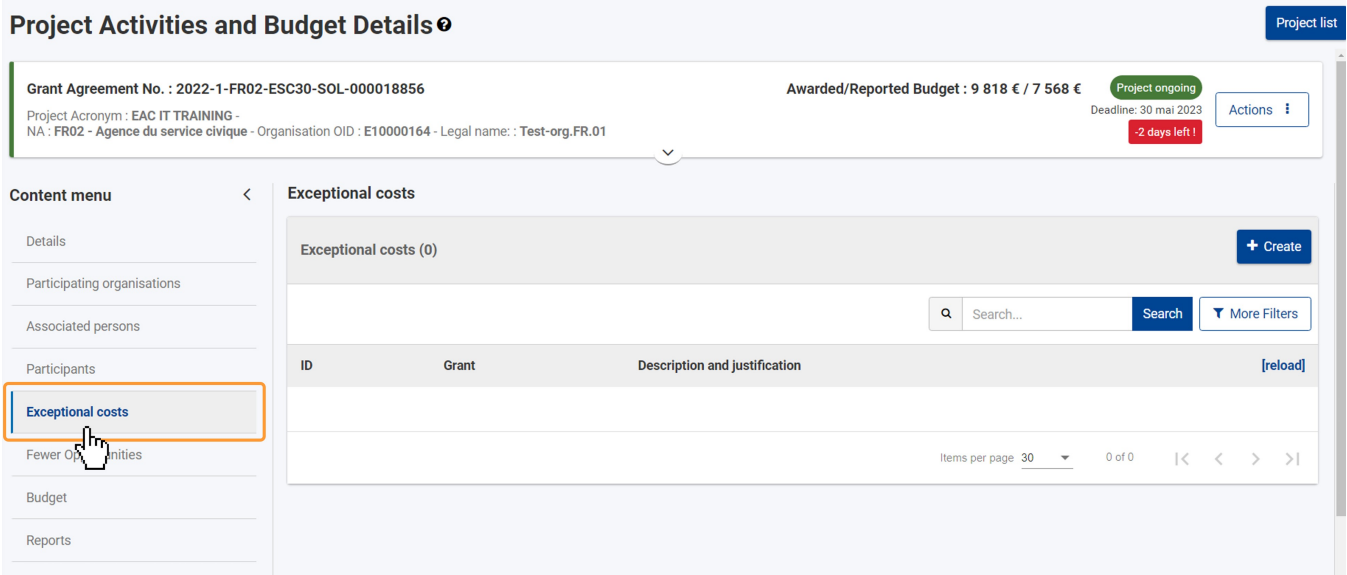 Project Activities and Budget Details
Project list
Grant Agreement No. : 2022-1-FR02-ESC30-SOL-000018856
Awarded/Reported Budget : 9 818 € / 7 568 €
Project ongoing
Project Acronym : EAC IT TRAINING -
Deadline: 30 mai 2023
Actions
NA : FR02 - Agence du service civique - Organisation OID : E10000164 - Legal name: : Test-org.FR.01
-2 days left !
Content menu
Exceptional costs
Details
Exceptional costs (0)
+ Create
Participating organisations
Search...
Search
More Filters
Associated persons
Participants
ID Grant Description and justification [reload]
Exceptional costs
Fewer
Items per page 30 0 of 0
Budget
Reports